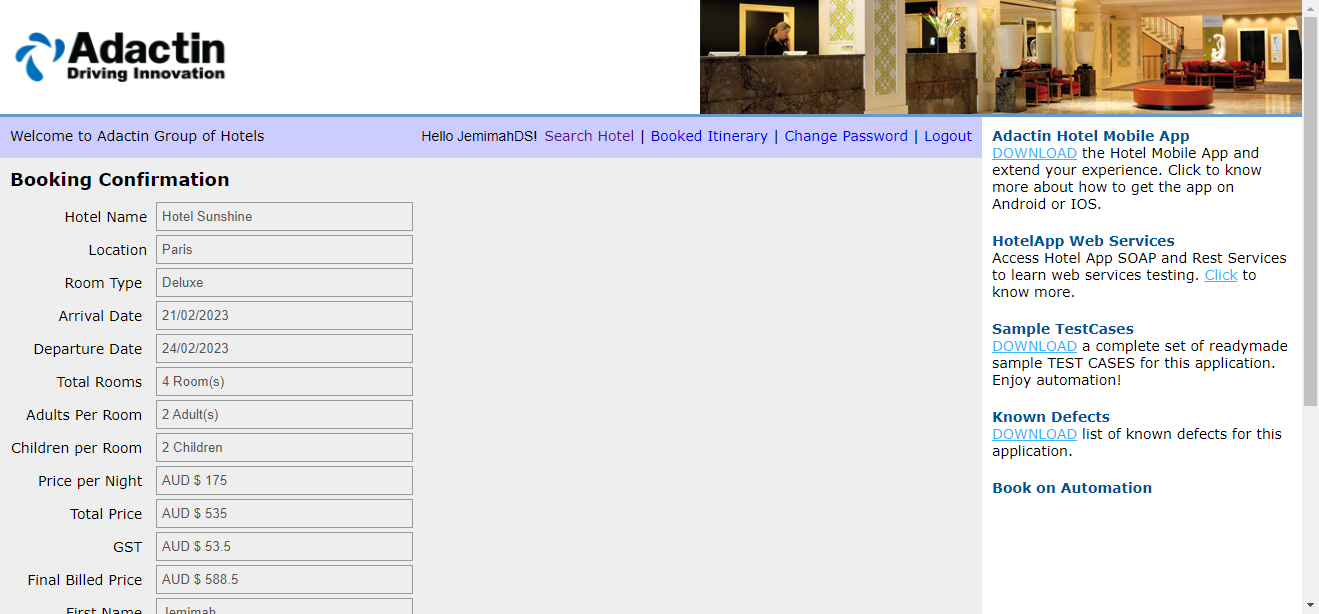 Adactin
Driving Innovation
Welcome to Adactin Group of Hotels
Hello JemimahDS! Search Hotel | Booked Itinerary | Change Password | Logout
Booking Confirmation
Hotel Name Hotel Sunshine
Location Paris
Room Type Deluxe
Arrival Date 21/02/2023
Departure Date 24/02/2023
Total Rooms 4 Room(s)
Adults Per Room 2 Adult(s)
Children per Room 2 Children
Price per Night AUD $ 175
Total Price AUD $ 535
GST AUD $ 53.5
Final Billed Price AUD $ 588.5
First Name Jemimah
Adactin Hotel Mobile App
DOWNLOAD the Hotel Mobile App and
extend your experience. Click to know
more about how to get the app on
Android or IOS.
HotelApp Web Services
Access Hotel App SOAP and Rest Services
to learn web services testing. Click to
know more.
Sample TestCases
DOWNLOAD a complete set of readymade
sample TEST CASES for this application.
Enjoy automation!
Known Defects
DOWNLOAD list of known defects for this
application.
Book on Automation